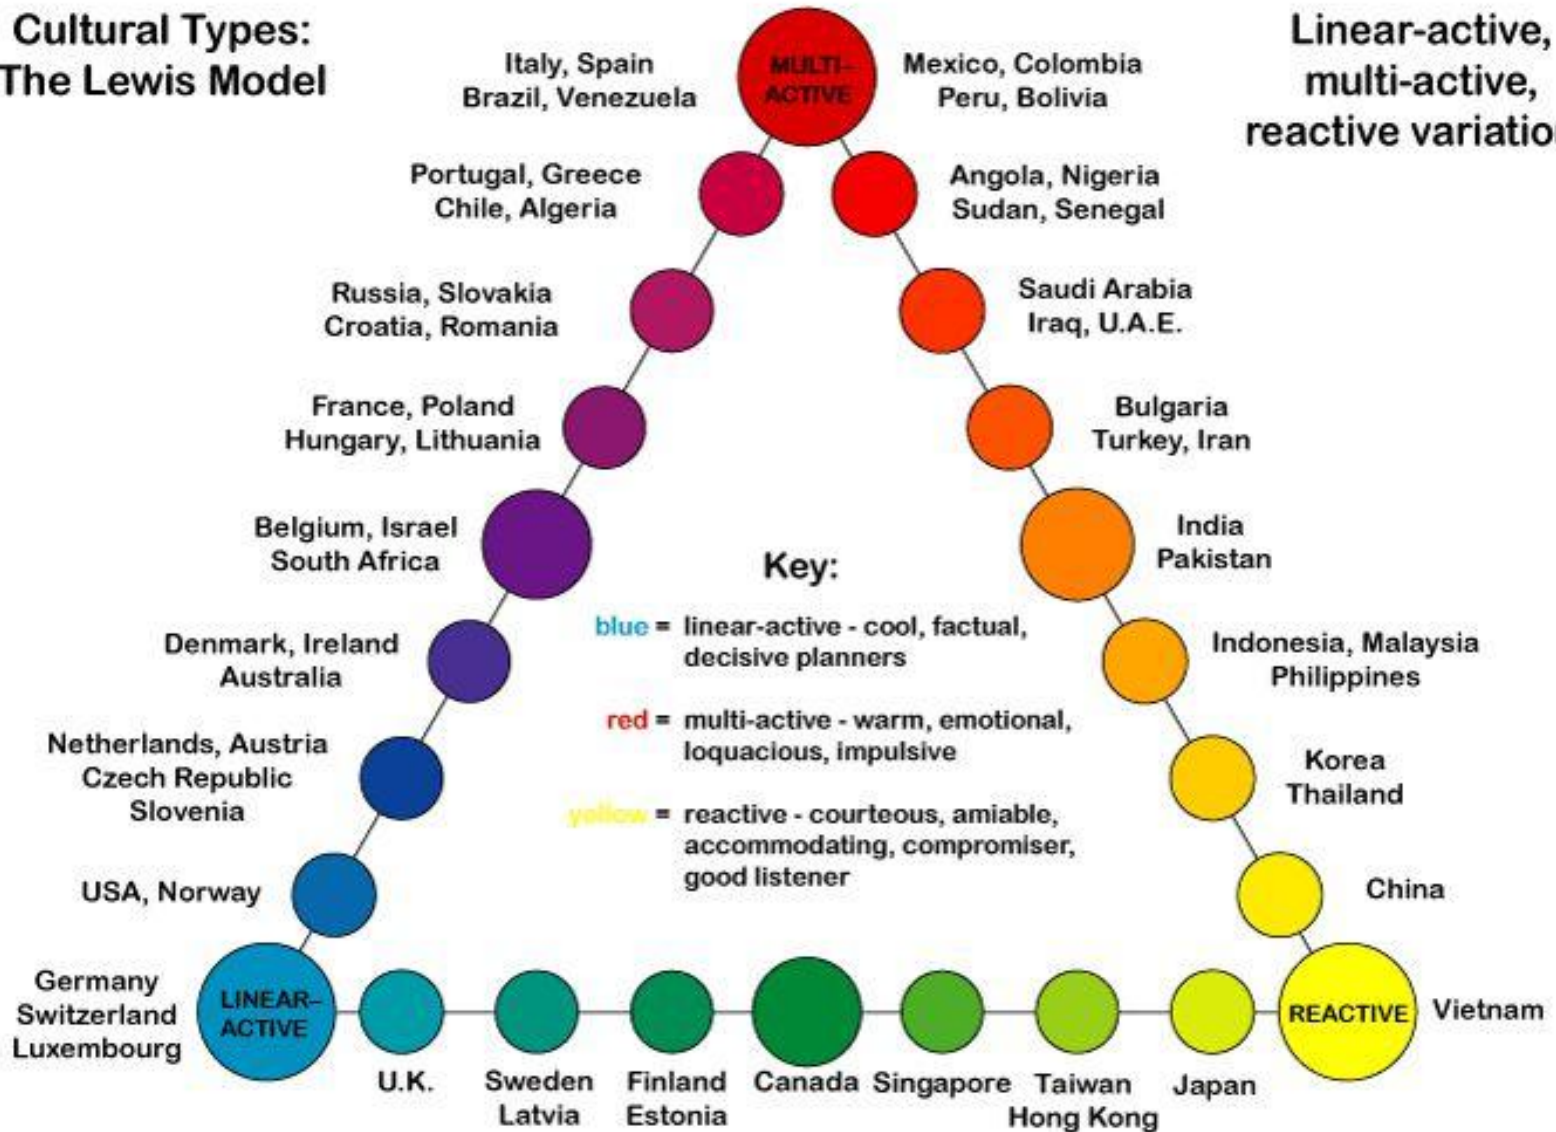 Cultural Types:
The Lewis Model
Linear-active,
multi-active,
reactive variation
MULTI-
ACTIVE
Italy, Spain
Brazil, Venezuela
Mexico, Colombia
Peru, Bolivia
Portugal, Greece
Chile, Algeria
Angola, Nigeria
Sudan, Senegal
Russia, Slovakia
Croatia, Romania
Saudi Arabia
Iraq, U.A.E.
France, Poland
Hungary, Lithuania
Bulgaria
Turkey, Iran
Belgium, Israel
South Africa
India
Pakistan
Denmark, Ireland
Australia
Indonesia, Malaysia
Philippines
Netherlands, Austria
Czech Republic
Slovenia
Korea
Thailand
USA, Norway
China
Key:
blue = linear-active - cool, factual,
decisive planners
red = multi-active - warm, emotional,
loquacious, impulsive
yellow = reactive - courteous, amiable,
accommodating, compromiser,
good listener
Germany
Switzerland
Luxembourg
LINEAR-
ACTIVE
U.K.
Sweden
Latvia
Finland
Estonia
Canada
Singapore
Taiwan
Hong Kong
Japan
REACTIVE
Vietnam